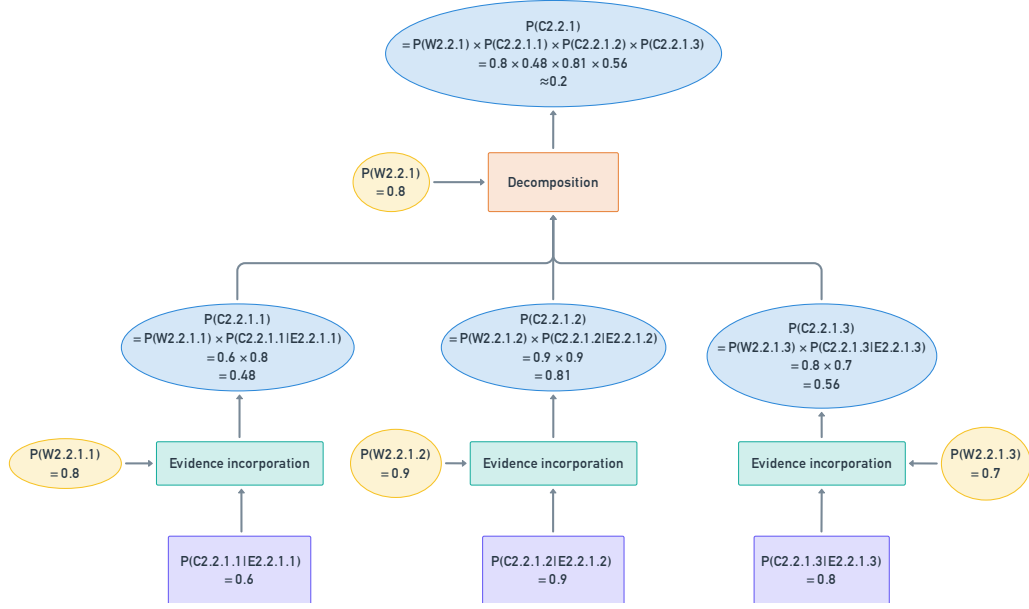 P(C2.2.1)
= P(W2.2.1) × P(C2.2.1.1) × P(C2.2.1.2) × P(C2.2.1.3)
= 0.8 × 0.48 × 0.81 × 0.56
≈0.2
P(W2.2.1)
= 0.8
Decomposition
P(C2.2.1.1)
= P(W2.2.1.1) × P(C2.2.1.1|E2.2.1.1)
= 0.6 × 0.8
= 0.48
P(C2.2.1.2)
= P(W2.2.1.2) × P(C2.2.1.2|E2.2.1.2)
= 0.9 × 0.9
= 0.81
P(C2.2.1.3)
= P(W2.2.1.3) × P(C2.2.1.3|E2.2.1.3)
= 0.8 × 0.7
= 0.56
P(W2.2.1.1)
= 0.8
Evidence incorporation
P(W2.2.1.2)
= 0.9
Evidence incorporation
Evidence incorporation
P(W2.2.1.3)
= 0.7
P(C2.2.1.1|E2.2.1.1)
= 0.6
P(C2.2.1.2|E2.2.1.2)
= 0.9
P(C2.2.1.3|E2.2.1.3)
= 0.8